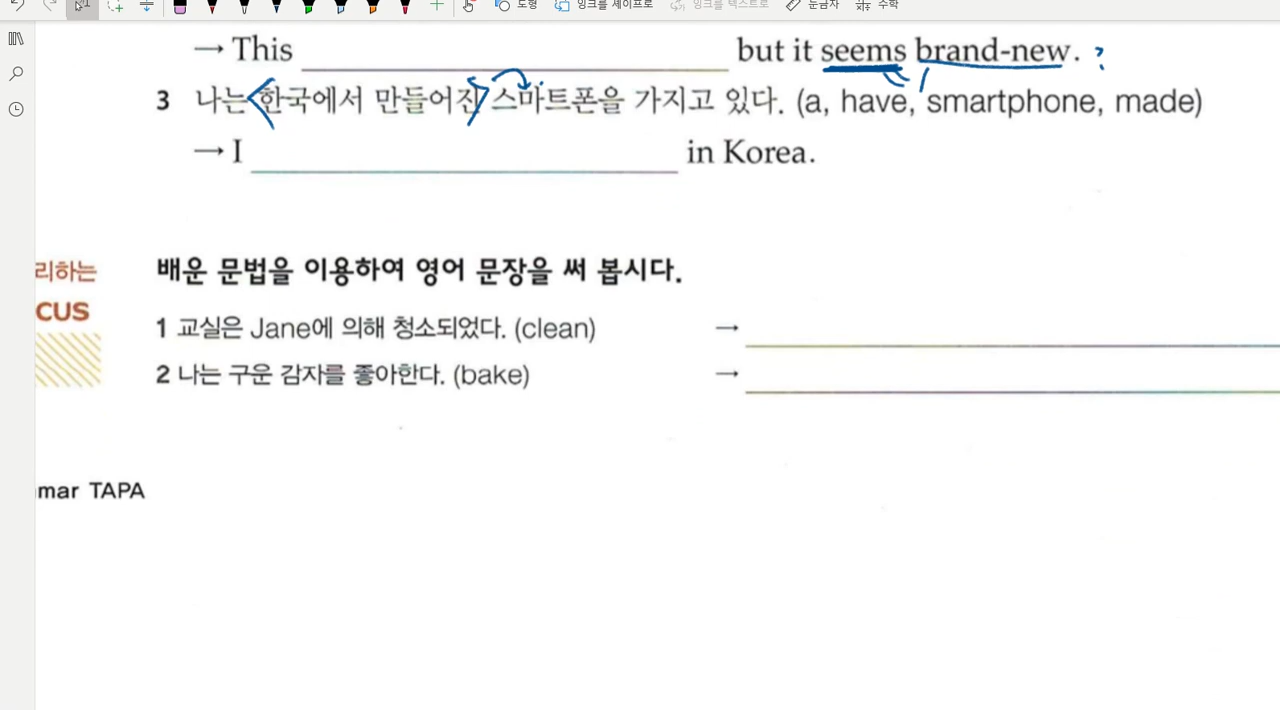 도형 잉크를 셰이프로 잉크를 텍스트로 눈금자 수학
→ This ______ but it seems brand-new. ?
3 나는 한국에서 만들어진 스마트폰을 가지고 있다. (a, have, smartphone, made)
→ I ______ in Korea.
리하는
CUS
배운 문법을 이용하여 영어 문장을 써 봅시다.
1 교실은 Jane에 의해 청소되었다. (clean) →
2 나는 구운 감자를 좋아한다. (bake) →
mar TAPA